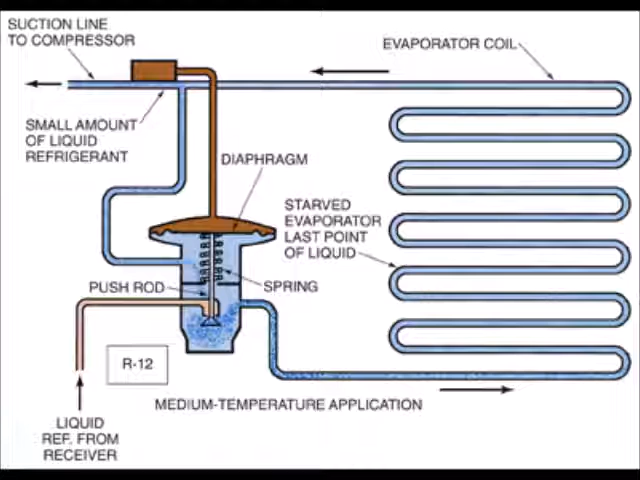 SUCTION LINE
TO COMPRESSOR
EVAPORATOR COIL
SMALL AMOUNT
OF LIQUID
REFRIGERANT
DIAPHRAGM
STARVED
EVAPORATOR
LAST POINT
OF LIQUID
PUSH ROD
SPRING
R-12
MEDIUM-TEMPERATURE APPLICATION
LIQUID
REF. FROM
RECEIVER